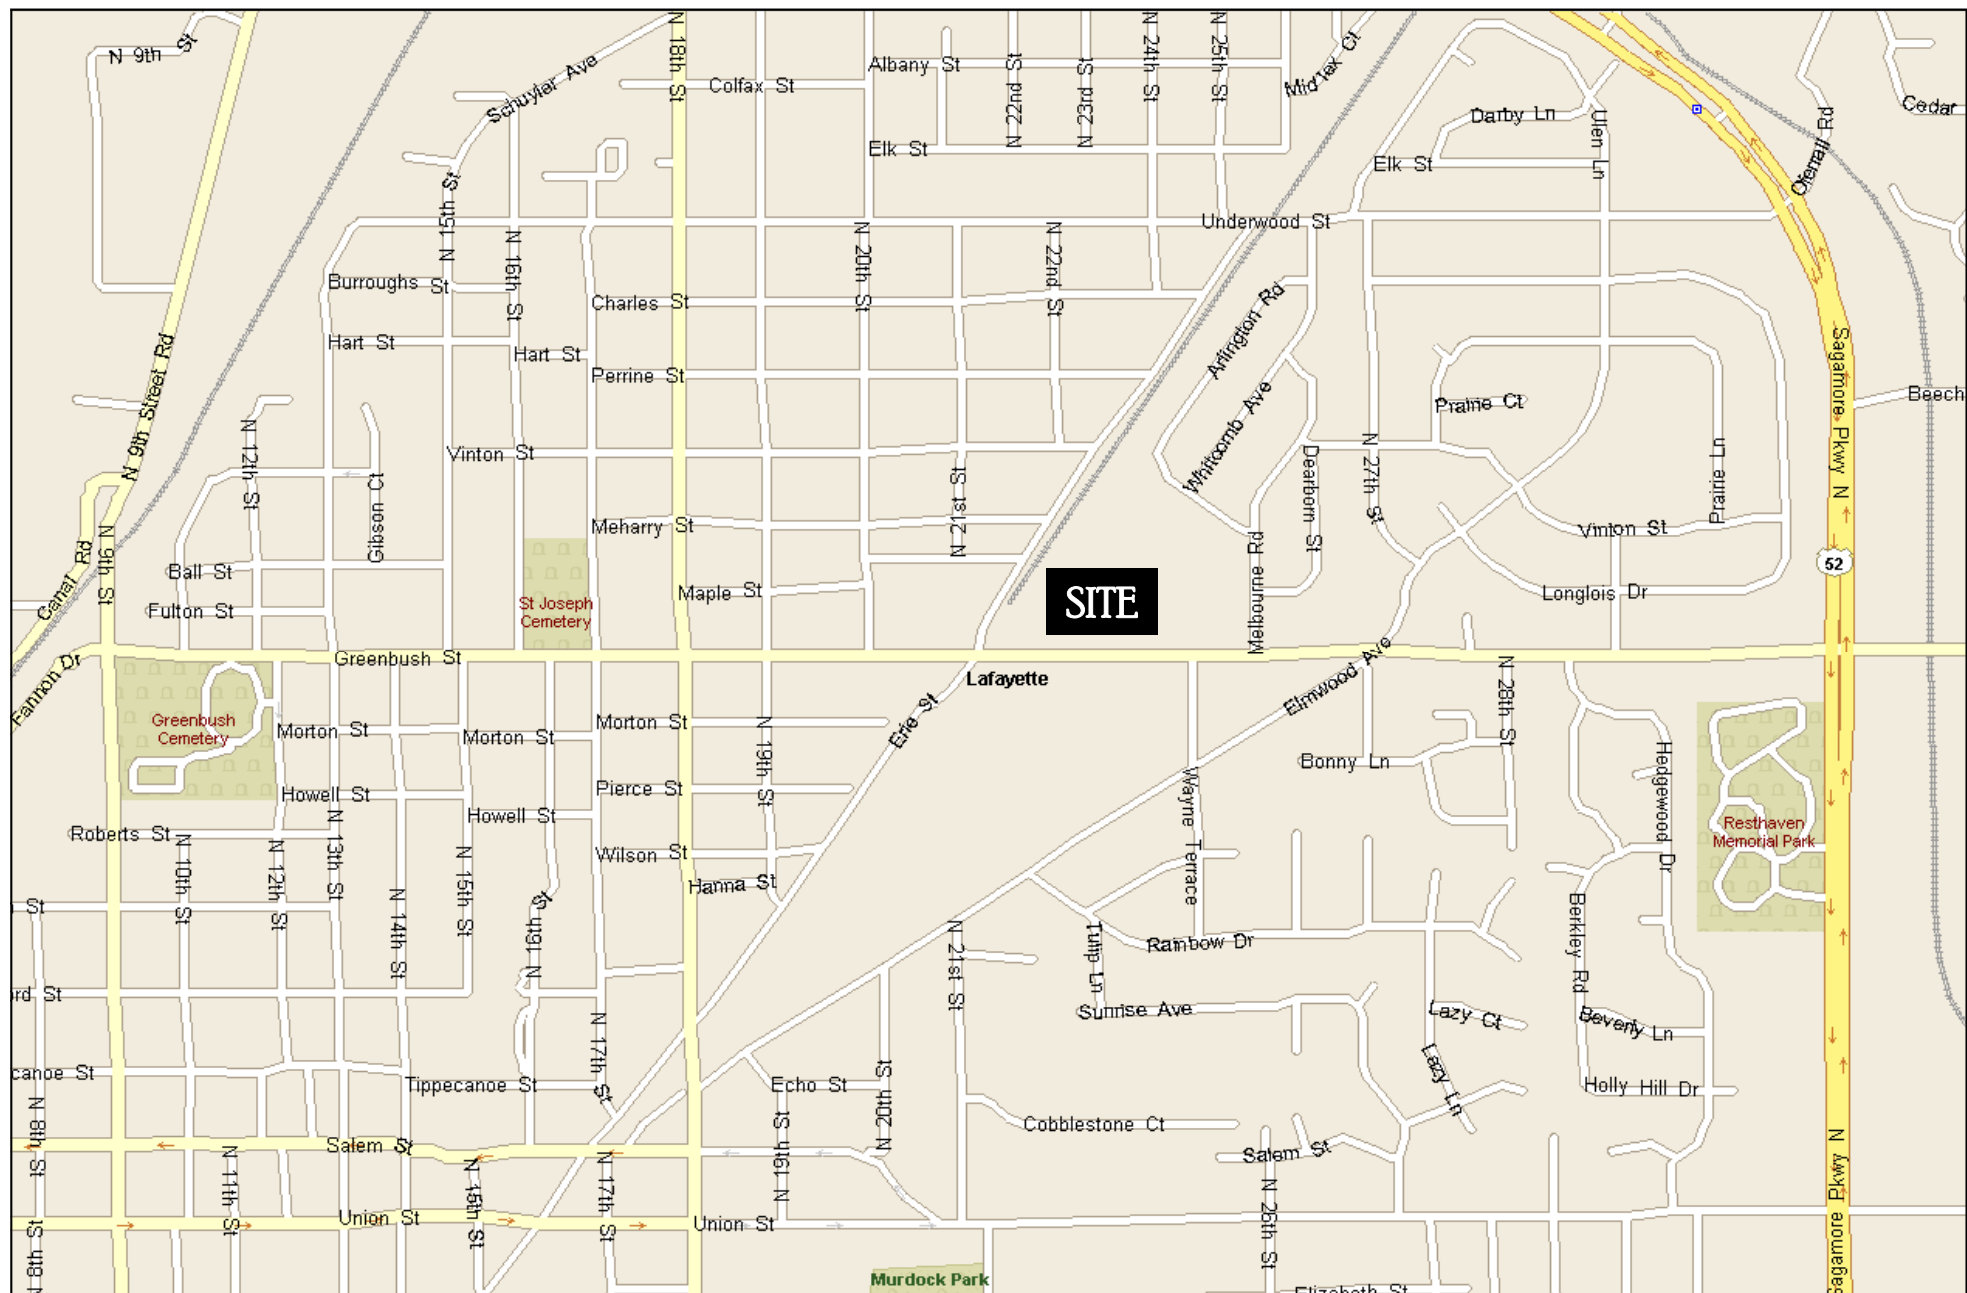 N 9th St
Schuyler Ave
N 18th St
Colfax St
Albany St
N 22nd St
N 23rd St
N 24th St
N 25th St
Elk St
Darby Ln
Ulen Ln
Elk St
Cedar
N 15th St
Underwood St
N 16th St
N 20th St
N 22nd St
Burroughs St
Charles St
Arlington Rd
Hart St
Hart St
Perrine St
N 9th Street Rd
Sagamore Pkwy N
Beech
Whitcomb Ave
Prairie Ct
N 12th St
Vinton St
Gibson Ct
N 21st St
Dearborn St
N 27th St
Prairie Ln
Meharry St
Vinton St
N 9th St
Canal Rd
Ball St
52
St Joseph
Cemetery
Maple St
SITE
Melbourne Rd
Longlois Dr
Fulton St
Greenbush St
Fannon Dr
Lafayette
Elmwood Ave
N 28th St
Greenbush
Cemetery
Morton St
Morton St
Morton St
N 19th St
Erie St
Bonny Ln
Hedgewood Dr
Howell St
Howell St
Pierce St
Wayne Terrace
Roberts St
N 10th St
N 12th St
N 13th St
N 14th St
N 15th St
N 16th St
Wilson St
Hanna St
Resthaven
Memorial Park
St
N 21st St
Tulip Ln
Rainbow Dr
Berkley Rd
rd St
Sunrise Ave
Lazy Ct
Beverly Ln
N 17th St
canoe St
Tippecanoe St
Echo St
N 20th St
Lazy Ln
Holly Hill Dr
N 8th St
Cobblestone Ct
Salem St
N 19th St
Salem St
N 11th St
N 15th St
N 17th St
N 26th St
Sagamore Pkwy N
Union St
Union St
N 8th St
Murdock Park
Elizabeth St